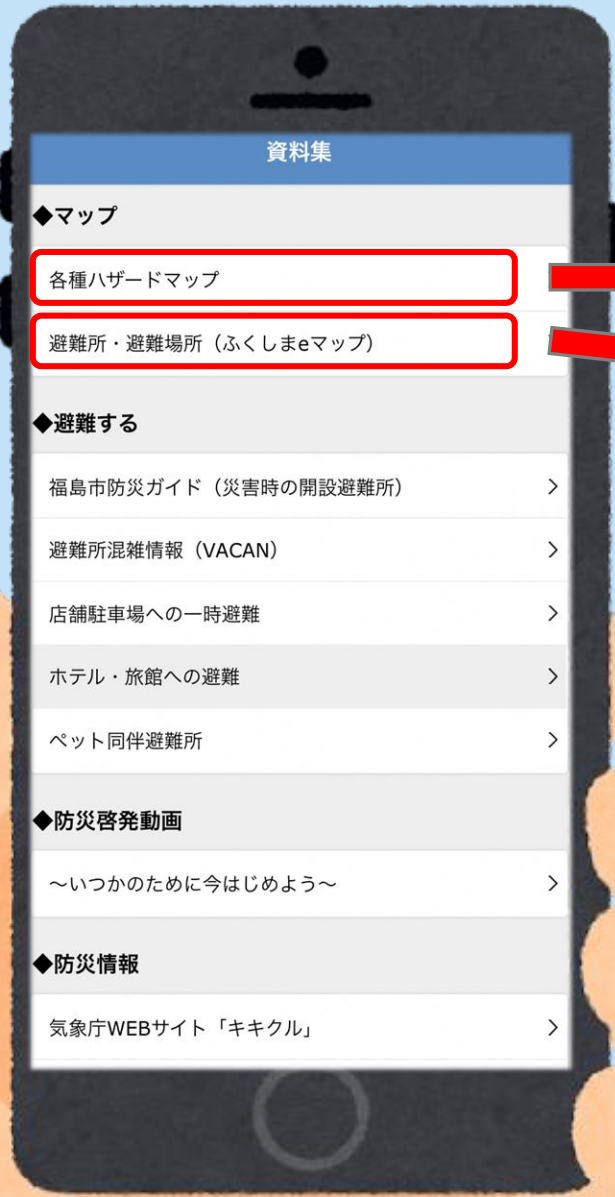 資料集
◆マップ
各種ハザードマップ
避難所・避難場所（ふくしまeマップ）
◆避難する
福島市防災ガイド（災害時の開設避難所）
避難所混雑情報（VACAN）
店舗駐車場への一時避難
ホテル・旅館への避難
ペット同伴避難所
◆防災啓発動画
～いつかのために今はじめよう～
◆防災情報
気象庁WEBサイト「キキクル」